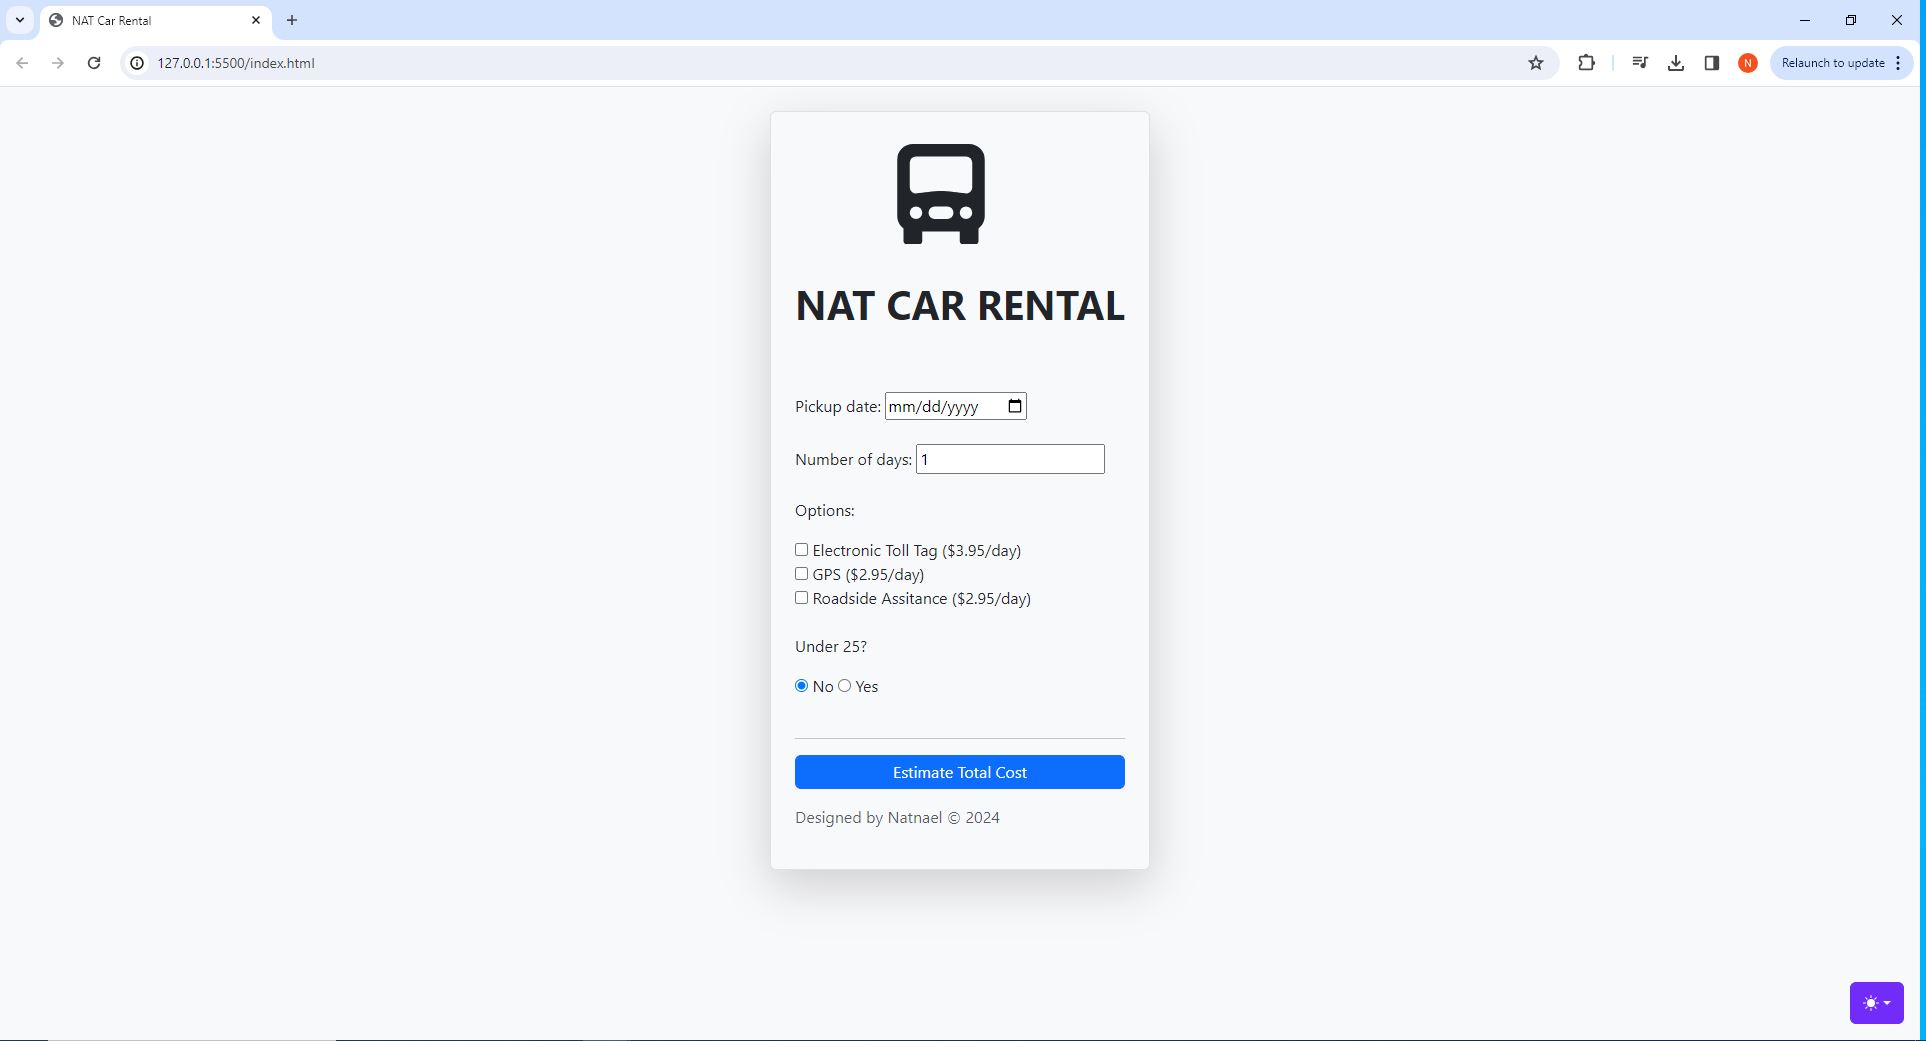 NAT Car Rental
127.0.0.1:5500/index.html
N
Relaunch to update
NAT CAR RENTAL
Pickup date: mm/dd/yyyy
Number of days: 1
Options:
Electronic Toll Tag ($3.95/day)
GPS ($2.95/day)
Roadside Assitance ($2.95/day)
Under 25?
No Yes
Estimate Total Cost
Designed by Natnael © 2024